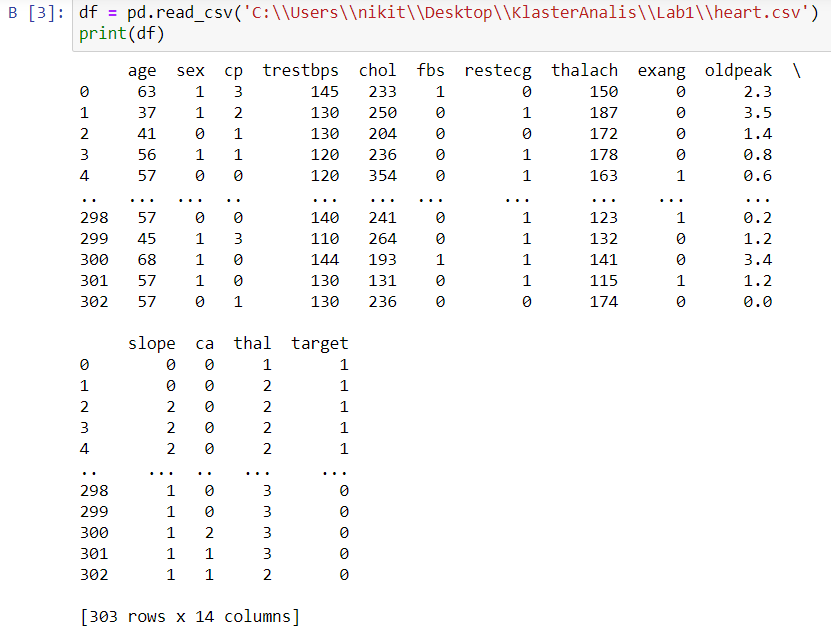 В [3]: df = pd.read_csv('C:\\Users\\nikit\\Desktop\\KlasterAnalis\\Lab1\\heart.csv')
print(df)
age sex cp trestbps chol fbs restecg thalach exang oldpeak \
0 63 1 3 145 233 1 0 150 0 2.3
1 37 1 2 130 250 0 1 187 0 3.5
2 41 0 1 130 204 0 0 172 0 1.4
3 56 1 1 120 236 0 1 178 0 0.8
4 57 0 0 120 354 0 1 163 1 0.6
.. ... ... .. ... ... ... ... ... ... ...
298 57 0 0 140 241 0 1 123 1 0.2
299 45 1 3 110 264 0 1 132 0 1.2
300 68 1 0 144 193 1 1 141 0 3.4
301 57 1 0 130 131 0 1 115 1 1.2
302 57 0 1 130 236 0 0 174 0 0.0
slope ca thal target
0 0 0 1 1
1 0 0 2 1
2 2 0 2 1
3 2 0 2 1
4 2 0 2 1
.. ... .. ... ...
298 1 0 3 0
299 1 0 3 0
300 1 2 3 0
301 1 1 3 0
302 1 1 2 0
[303 rows x 14 columns]